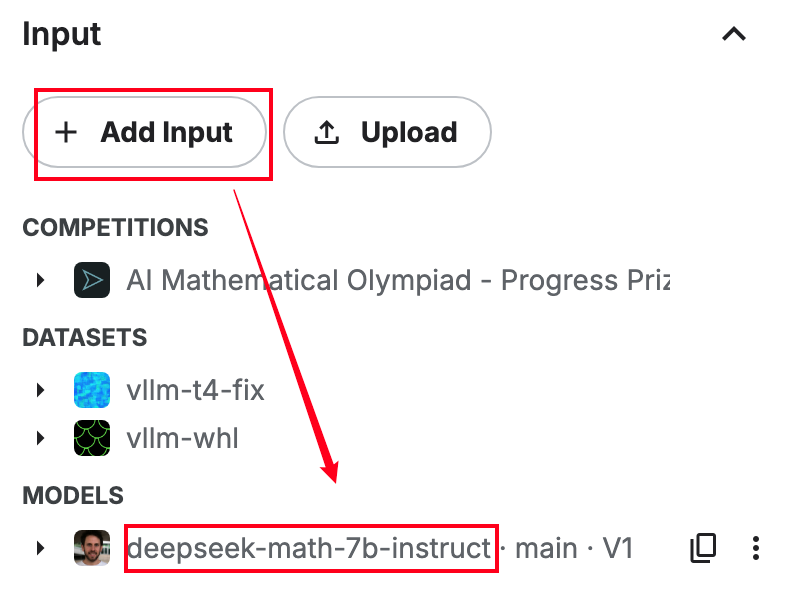 Input
Add Input
Upload
COMPETITIONS
AI Mathematical Olympiad - Progress Priz
DATASETS
vllm-t4-fix
vllm-whl
MODELS
deepseek-math-7b-instruct · main · V1